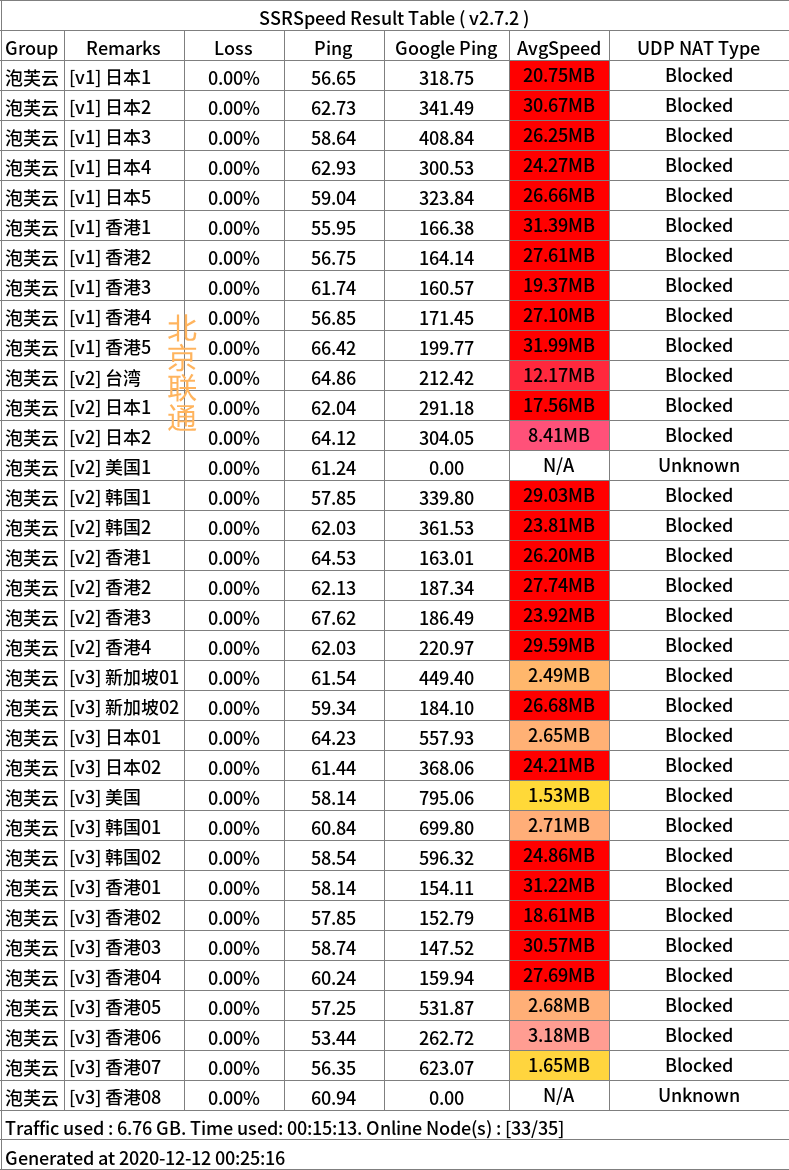 SSRSpeed Result Table ( v2.7.2 )
Group Remarks Loss Ping Google Ping AvgSpeed UDP NAT Type
泡芙云 [v1] 日本1 0.00% 56.65 318.75 20.75MB Blocked
泡芙云 [v1] 日本2 0.00% 62.73 341.49 30.67MB Blocked
泡芙云 [v1] 日本3 0.00% 58.64 408.84 26.25MB Blocked
泡芙云 [v1] 日本4 0.00% 62.93 300.53 24.27MB Blocked
泡芙云 [v1] 日本5 0.00% 59.04 323.84 26.66MB Blocked
泡芙云 [v1] 香港1 0.00% 55.95 166.38 31.39MB Blocked
泡芙云 [v1] 香港2 0.00% 56.75 164.14 27.61MB Blocked
泡芙云 [v1] 香港3 0.00% 61.74 160.57 19.37MB Blocked
泡芙云 [v1] 香港4 0.00% 56.85 171.45 27.10MB Blocked
泡芙云 [v1] 香港5 0.00% 66.42 199.77 31.99MB Blocked
泡芙云 [v2] 台湾 0.00% 64.86 212.42 12.17MB Blocked
泡芙云 [v2] 日本1 0.00% 62.04 291.18 17.56MB Blocked
泡芙云 [v2] 日本2 0.00% 64.12 304.05 8.41MB Blocked
泡芙云 [v2] 美国1 0.00% 61.24 0.00 N/A Unknown
泡芙云 [v2] 韩国1 0.00% 57.85 339.80 29.03MB Blocked
泡芙云 [v2] 韩国2 0.00% 62.03 361.53 23.81MB Blocked
泡芙云 [v2] 香港1 0.00% 64.53 163.01 26.20MB Blocked
泡芙云 [v2] 香港2 0.00% 62.13 187.34 27.74MB Blocked
泡芙云 [v2] 香港3 0.00% 67.62 186.49 23.92MB Blocked
泡芙云 [v2] 香港4 0.00% 62.03 220.97 29.59MB Blocked
泡芙云 [v3] 新加坡01 0.00% 61.54 449.40 2.49MB Blocked
泡芙云 [v3] 新加坡02 0.00% 59.34 184.10 26.68MB Blocked
泡芙云 [v3] 日本01 0.00% 64.23 557.93 2.65MB Blocked
泡芙云 [v3] 日本02 0.00% 61.44 368.06 24.21MB Blocked
泡芙云 [v3] 美国 0.00% 58.14 795.06 1.53MB Blocked
泡芙云 [v3] 韩国01 0.00% 60.84 699.80 2.71MB Blocked
泡芙云 [v3] 韩国02 0.00% 58.54 596.32 24.86MB Blocked
泡芙云 [v3] 香港01 0.00% 58.14 154.11 31.22MB Blocked
泡芙云 [v3] 香港02 0.00% 57.85 152.79 18.61MB Blocked
泡芙云 [v3] 香港03 0.00% 58.74 147.52 30.57MB Blocked
泡芙云 [v3] 香港04 0.00% 60.24 159.94 27.69MB Blocked
泡芙云 [v3] 香港05 0.00% 57.25 531.87 2.68MB Blocked
泡芙云 [v3] 香港06 0.00% 53.44 262.72 3.18MB Blocked
泡芙云 [v3] 香港07 0.00% 56.35 623.07 1.65MB Blocked
泡芙云 [v3] 香港08 0.00% 60.94 0.00 N/A Unknown
Traffic used : 6.76 GB. Time used: 00:15:13. Online Node(s) : [33/35]
Generated at 2020-12-12 00:25:16
北京联通